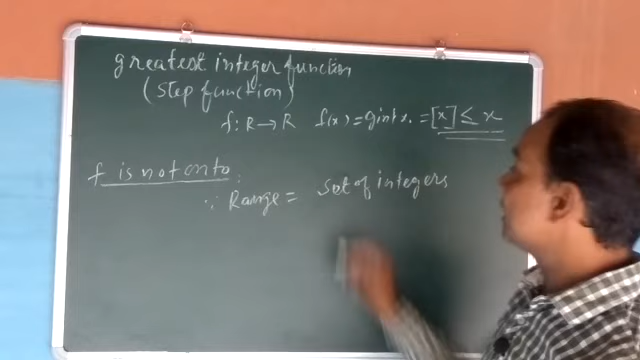 greatest integer function
(step function)
f: R → R f(x) = gint x. = [x] ≤ x
f is not onto.
∵ Range = Set of integers